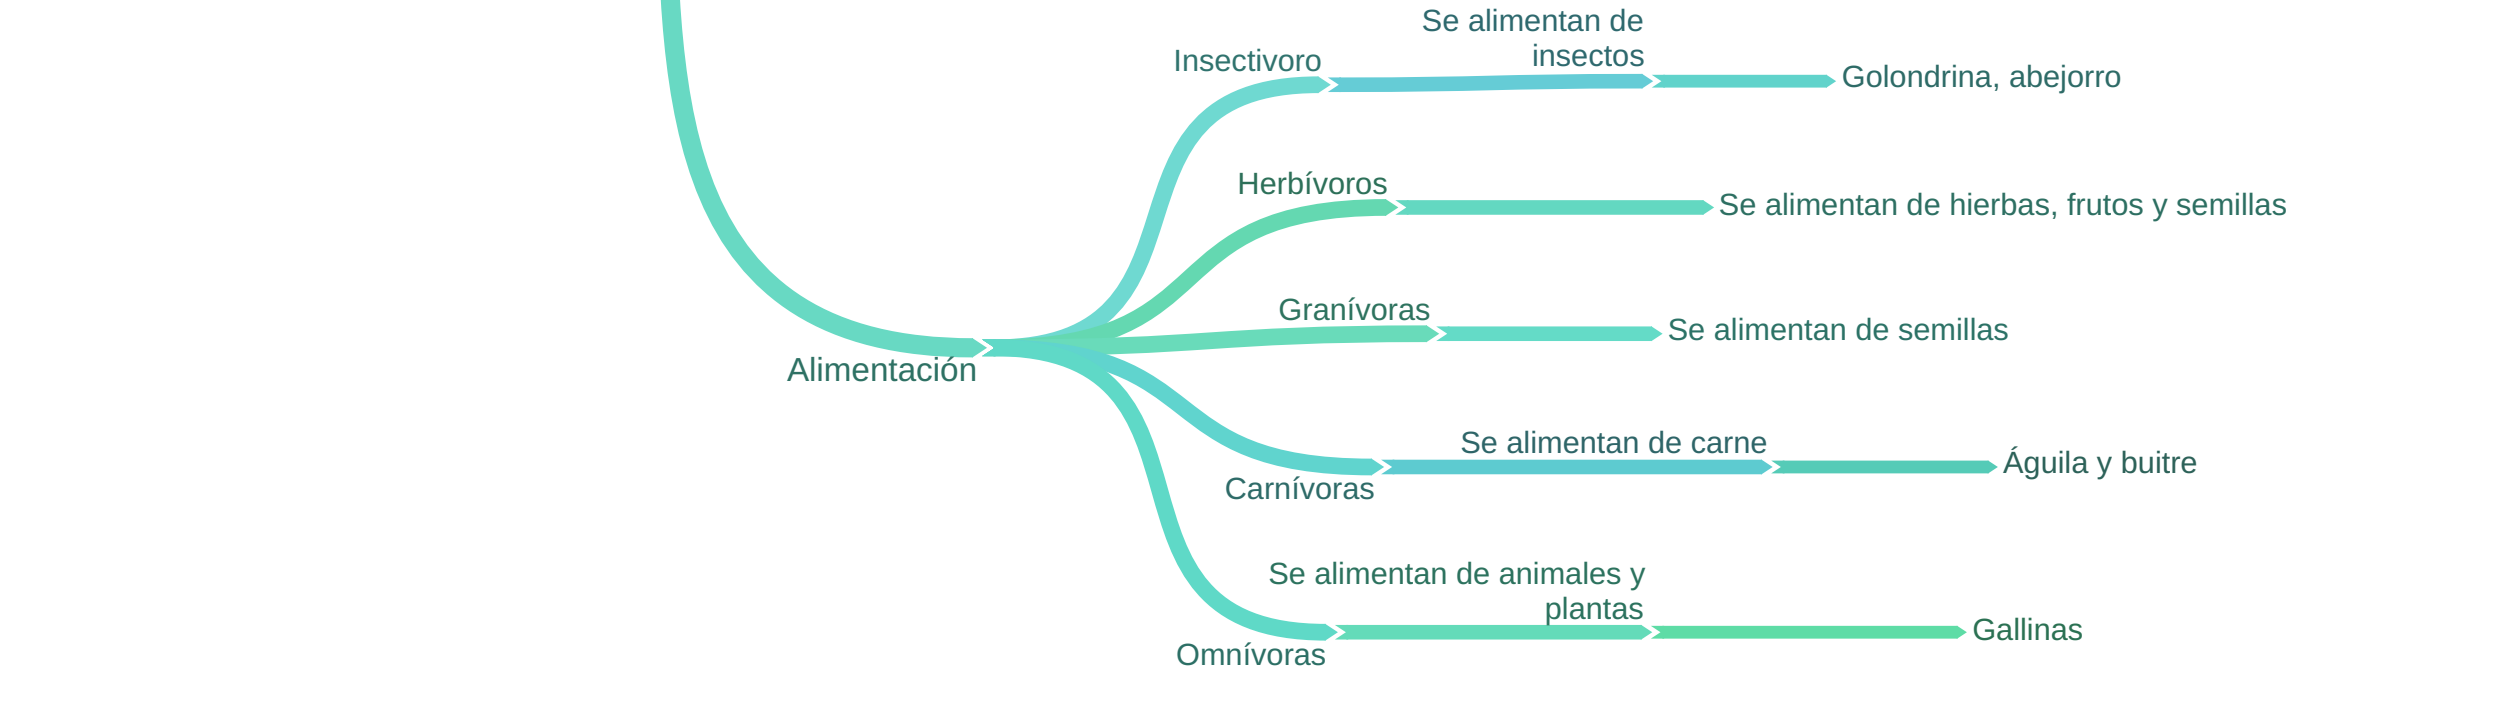 Se alimentan de
insectos
Insectivoro
Golondrina, abejorro
Herbívoros
Se alimentan de hierbas, frutos y semillas
Granívoras
Se alimentan de semillas
Alimentación
Se alimentan de carne
Águila y buitre
Carnívoras
Se alimentan de animales y
plantas
Gallinas
Omnívoras